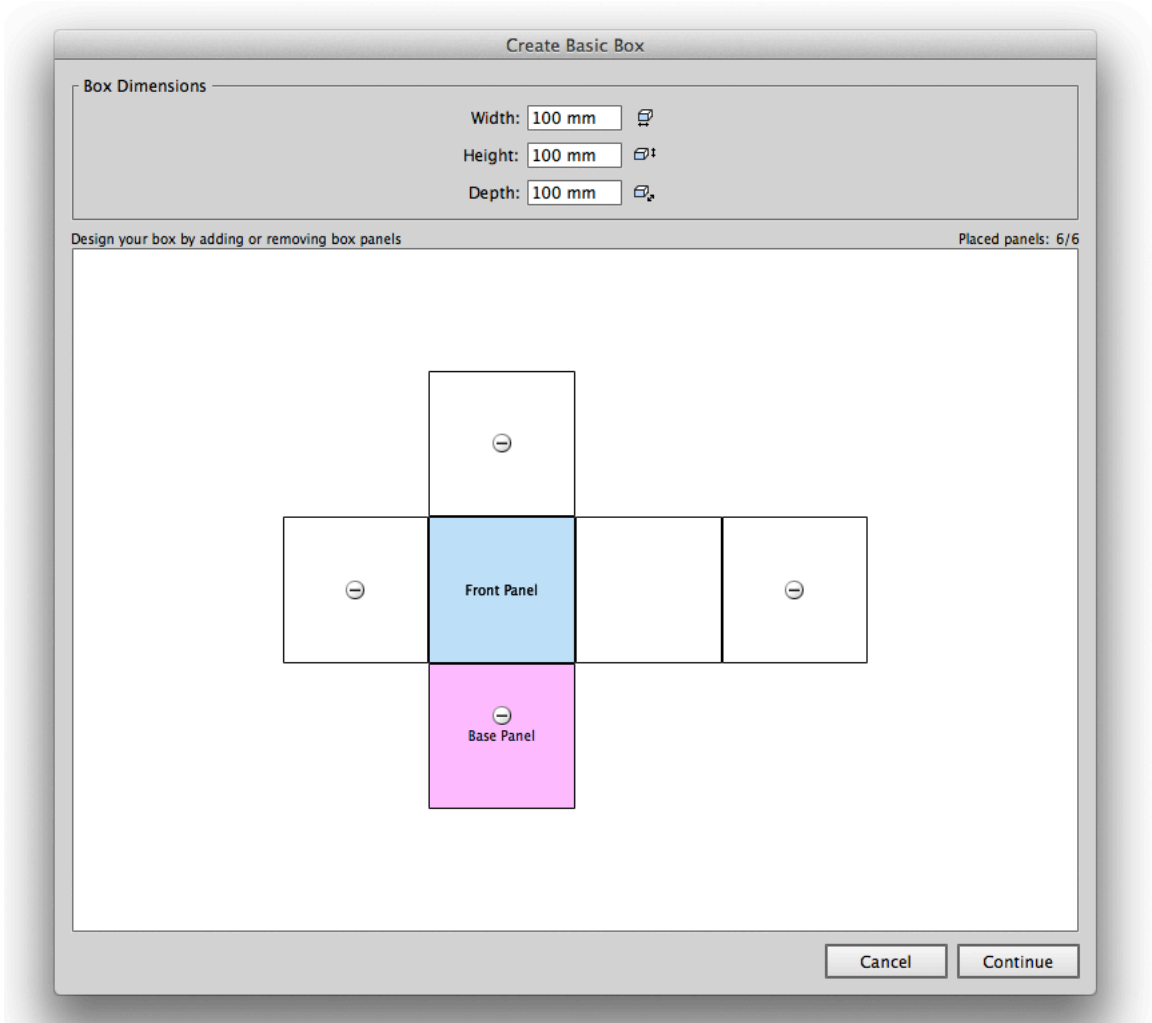 Create Basic Box
Box Dimensions
Width: 100 mm
Height: 100 mm
Depth: 100 mm
Design your box by adding or removing box panels Placed panels: 6/6
Front Panel
Base Panel
Cancel Continue